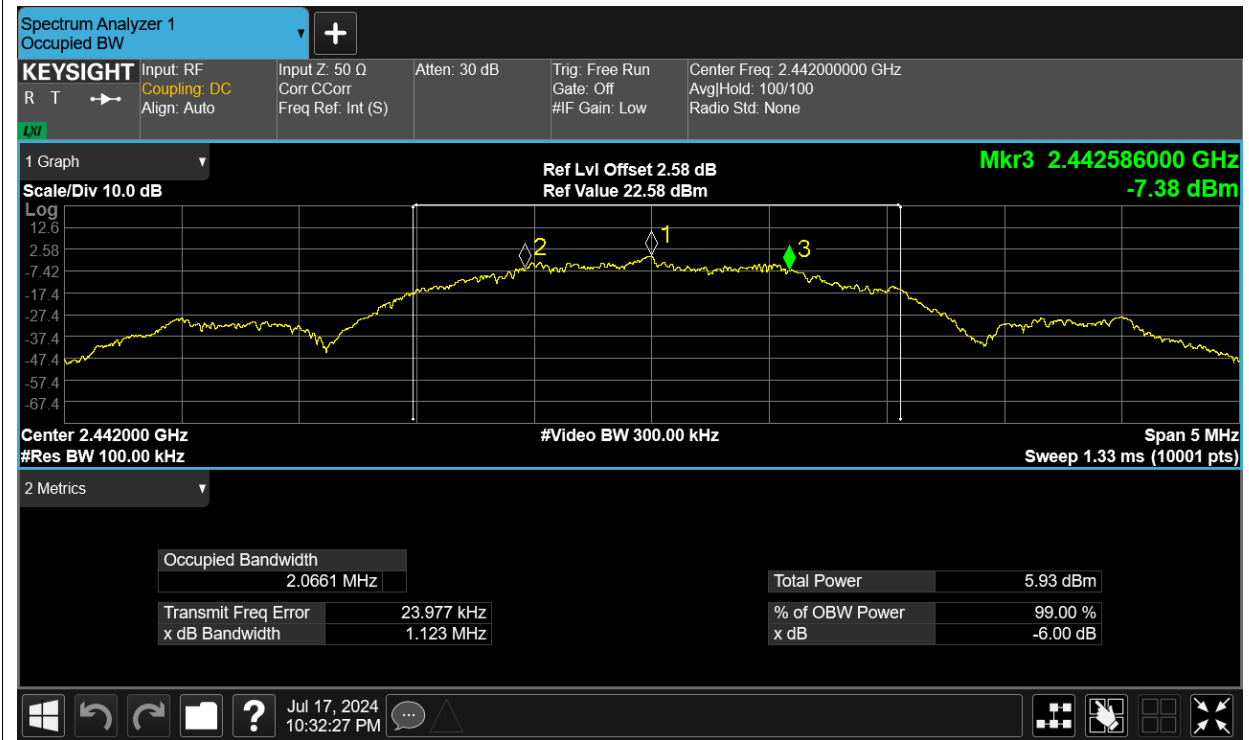 Spectrum Analyzer 1
Occupied BW
KEYSIGHT
R T
LXI
Input: RF
Coupling: DC
Align: Auto
Input Z: 50 Ω
Corr CCorr
Freq Ref: Int (S)
Atten: 30 dB
Trig: Free Run
Gate: Off
#IF Gain: Low
Center Freq: 2.442000000 GHz
Avg|Hold: 100/100
Radio Std: None
1 Graph
Scale/Div 10.0 dB
Ref Lvl Offset 2.58 dB
Ref Value 22.58 dBm
Mkr3 2.442586000 GHz
-7.38 dBm
Log
12.6
2.58
-7.42
-17.4
-27.4
-37.4
-47.4
-57.4
-67.4
2
1
3
Center 2.442000 GHz
#Res BW 100.00 kHz
#Video BW 300.00 kHz
Span 5 MHz
Sweep 1.33 ms (10001 pts)
2 Metrics
Occupied Bandwidth
2.0661 MHz
Transmit Freq Error 23.977 kHz
x dB Bandwidth 1.123 MHz
Total Power 5.93 dBm
% of OBW Power 99.00 %
x dB -6.00 dB
?
Jul 17, 2024
10:32:27 PM